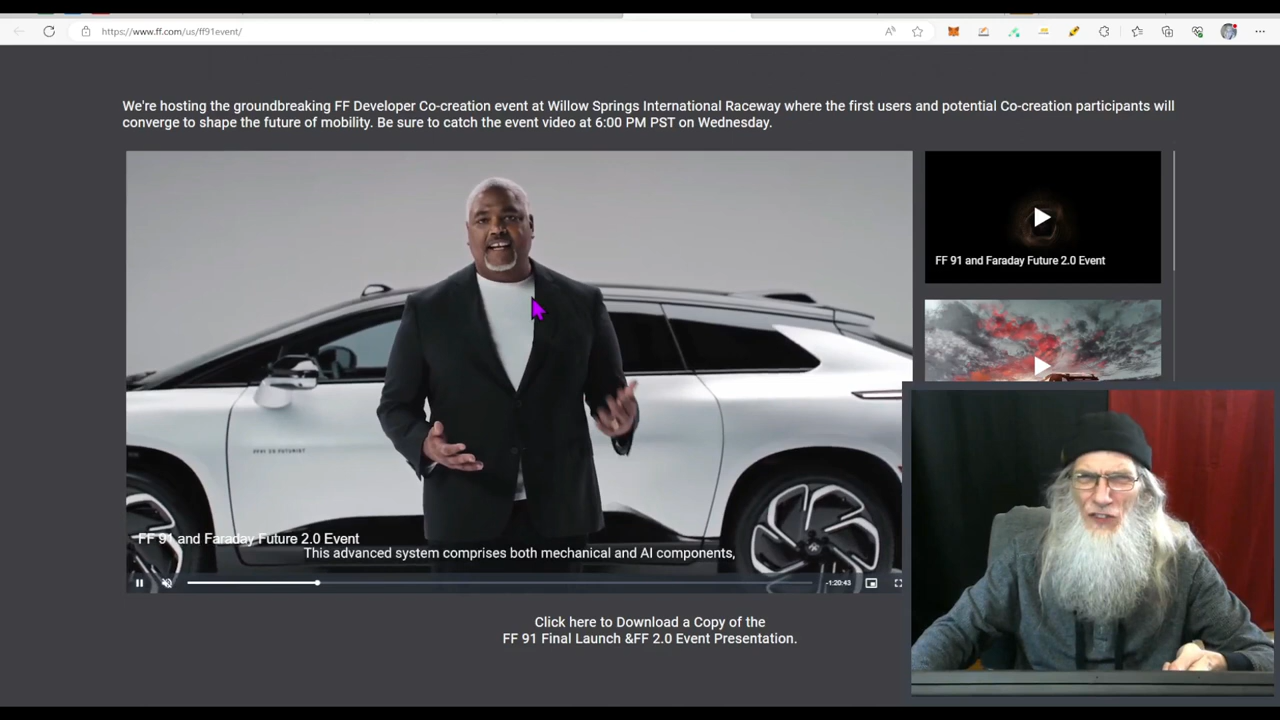 https://www.ff.com/us/ff91event/
We're hosting the groundbreaking FF Developer Co-creation event at Willow Springs International Raceway where the first users and potential Co-creation participants will
converge to shape the future of mobility. Be sure to catch the event video at 6:00 PM PST on Wednesday.
FF 91 and Faraday Future 2.0 Event
FF 91 and Faraday Future 2.0 Event
This advanced system comprises both mechanical and AI components,
-1:20:43
Click here to Download a Copy of the
FF 91 Final Launch &FF 2.0 Event Presentation.